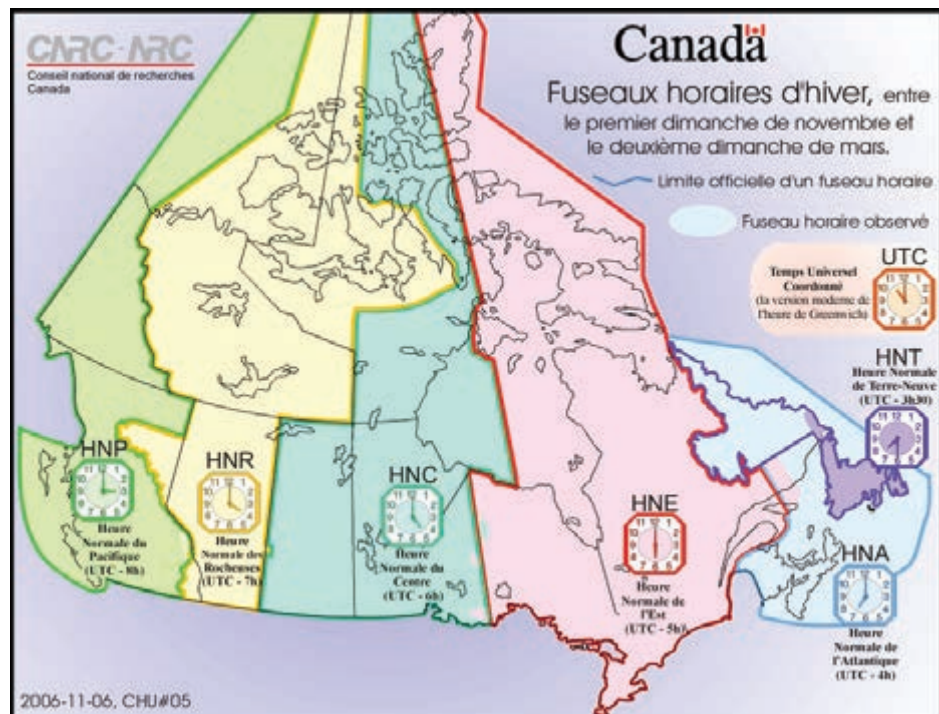 CNRC-NRC
Conseil national de recherches
Canada
Canada
Fuseaux horaires d'hiver, entre
le premier dimanche de novembre et
le deuxième dimanche de mars.
Limite officielle d'un fuseau horaire
Fuseau horaire observé
UTC
Temps Universel
Coordonné
(la version moderne de
l'heure de Greenwich)
HNT
Heure Normale
de Terre-Neuve
(UTC - 3h30)
HNP
Heure
Normale du
Pacifique
(UTC - 8h)
HNR
Heure
Normale des
Rocheuses
(UTC - 7h)
HNC
Heure
Normale du
Centre
(UTC - 6h)
HNE
Heure
Normale de
l'Est
(UTC - 5h)
HNA
Heure
Normale de
l'Atlantique
(UTC - 4h)
2006-11-06, CHU#05